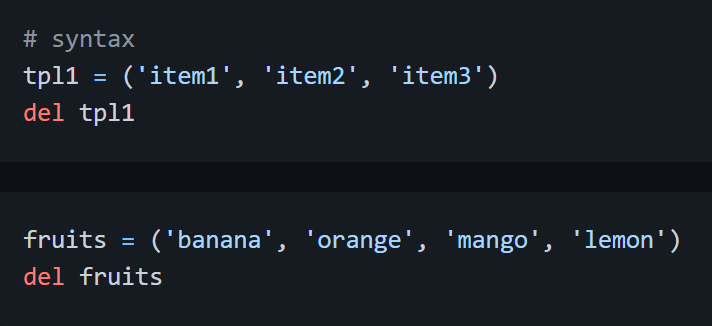 # syntax
tpl1 = ('item1', 'item2', 'item3')
del tpl1
fruits = ('banana', 'orange', 'mango', 'lemon')
del fruits